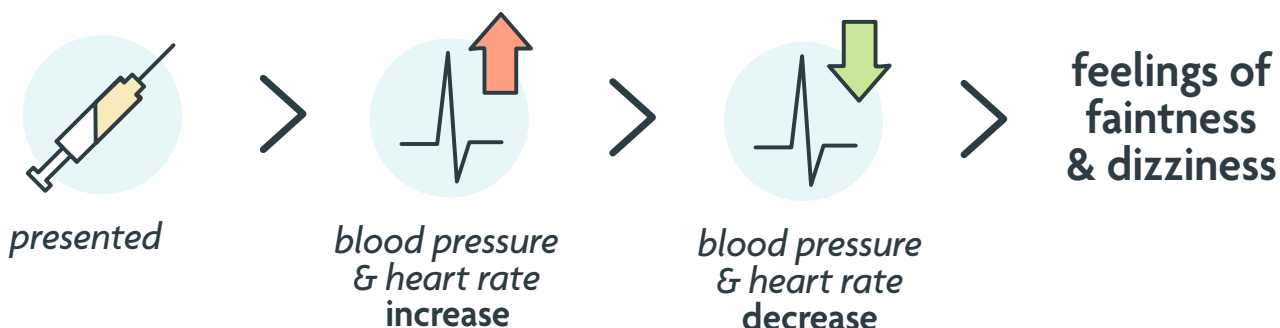 presented
blood pressure
& heart rate
increase
blood pressure
& heart rate
decrease
feelings of
faintness
& dizziness